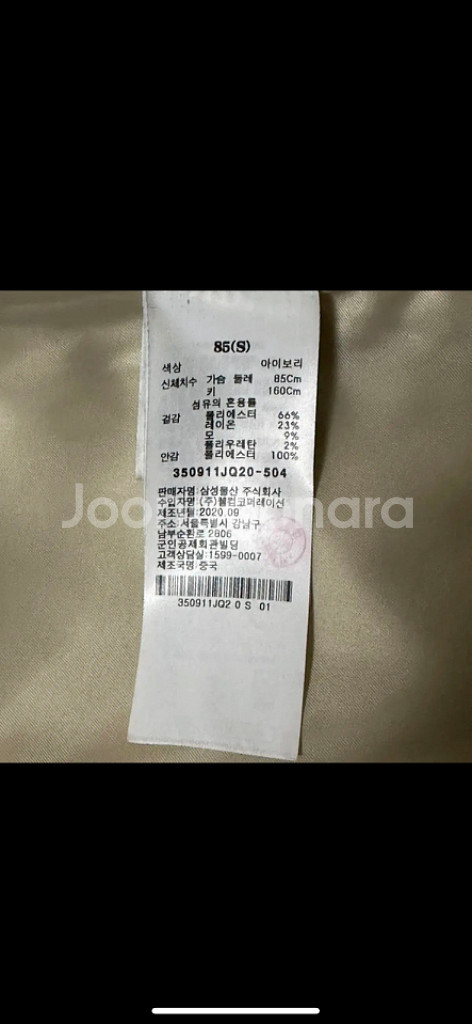 85(S)
색상 아이보리
신체치수 가슴 둘레 85Cm
키 160Cm
섬유의 혼용률
겉감 폴리에스터 66%
레이온 23%
모 9%
폴리우레탄 2%
안감 폴리에스터 100%
350911JQ20-504
판매자명:삼성물산 주식회사
수입자명:(주)웰컴코퍼레이션
제조년월:2020.09
주소:서울특별시 강남구
남부순환로 2806
군인공제회관빌딩
고객상담실:1599-0007
제조국명:중국
350911JQ2 0 S 01